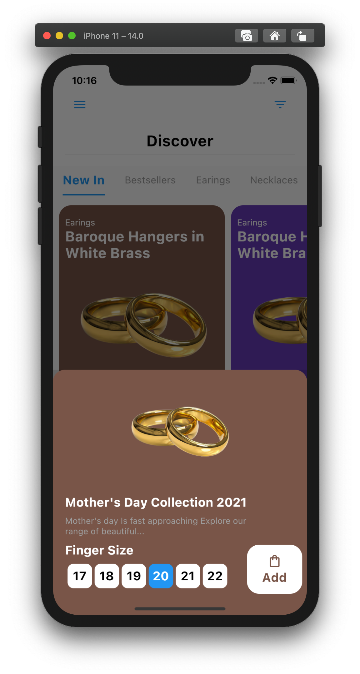 iPhone 11 – 14.0
10:16
Discover
New In Bestsellers Earings Necklaces
Earings
Baroque Hangers in
White Brass
Earings
Baroque H
White Bra
Mother's Day Collection 2021
Mother's day is fast approaching Explore our
range of beautiful...
Finger Size
17 18 19 20 21 22
Add